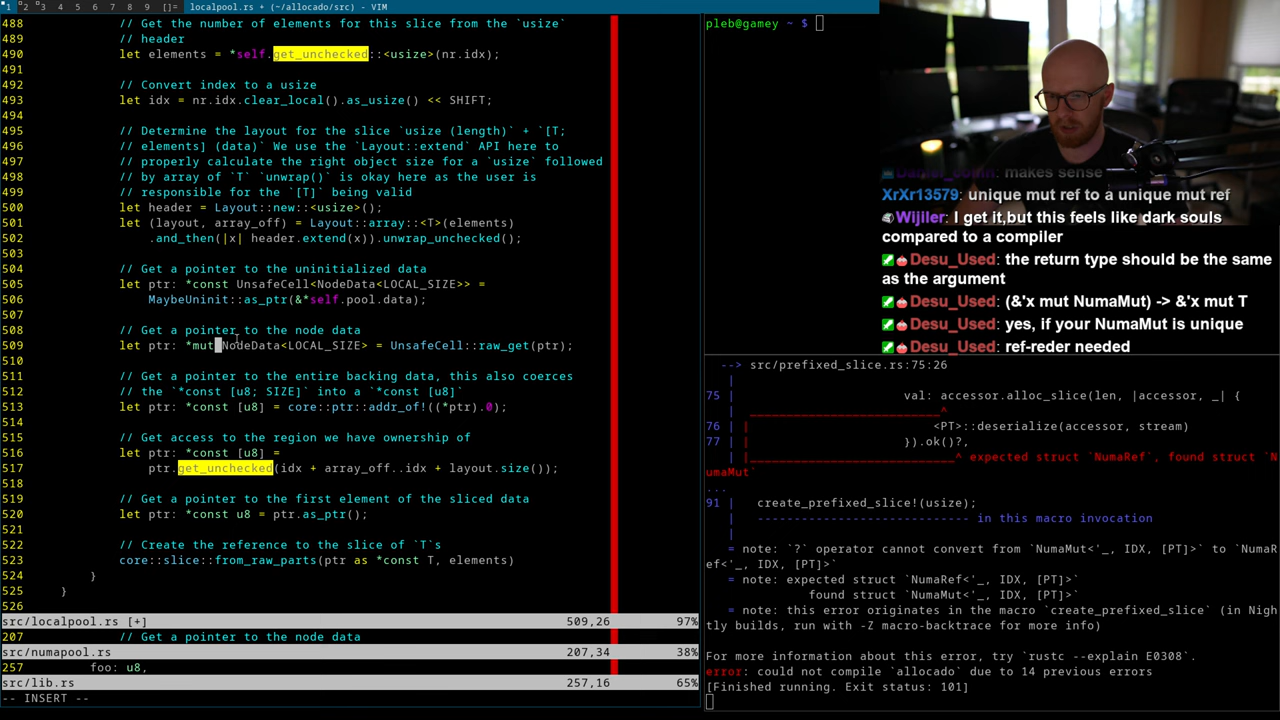 1 2 3 4 5 6 7 8 9 []= localpool.rs + (~/allocado/src) - VIM
488 // Get the number of elements for this slice from the `usize`
489 // header
490 let elements = *self.get_unchecked::<usize>(nr.idx);
491
492 // Convert index to a usize
493 let idx = nr.idx.clear_local().as_usize() << SHIFT;
494
495 // Determine the layout for the slice `usize (length)` + `[T;
496 // elements] (data)` We use the `Layout::extend` API here to
497 // properly calculate the right object size for a `usize` followed
498 // by array of `T` `unwrap()` is okay here as the user is
499 // responsible for the `[T]` being valid
500 let header = Layout::new::<usize>();
501 let (layout, array_off) = Layout::array::<T>(elements)
502 .and_then(|x| header.extend(x)).unwrap_unchecked();
503
504 // Get a pointer to the uninitialized data
505 let ptr: *const UnsafeCell<NodeData<LOCAL_SIZE>> =
506 MaybeUninit::as_ptr(&*self.pool.data);
507
508 // Get a pointer to the node data
509 let ptr: *mut NodeData<LOCAL_SIZE> = UnsafeCell::raw_get(ptr);
510
511 // Get a pointer to the entire backing data, this also coerces
512 // the `*const [u8; SIZE]` into a `*const [u8]`
513 let ptr: *const [u8] = core::ptr::addr_of!((*ptr).0);
514
515 // Get access to the region we have ownership of
516 let ptr: *const [u8] =
517 ptr.get_unchecked(idx + array_off..idx + layout.size());
518
519 // Get a pointer to the first element of the sliced data
520 let ptr: *const u8 = ptr.as_ptr();
521
522 // Create the reference to the slice of `T`s
523 core::slice::from_raw_parts(ptr as *const T, elements)
524 }
525 }
526
src/localpool.rs [+] 509,26 97%
207 // Get a pointer to the node data
src/numapool.rs 207,34 38%
257 foo: u8,
src/lib.rs 257,16 65%
-- INSERT --
pleb@gamey ~ $
makes sense
XrXr13579: unique mut ref to a unique mut ref
Wijiler: I get it,but this feels like dark souls
compared to a compiler
Desu_Used: the return type should be the same
as the argument
Desu_Used: (&'x mut NumaMut) -> &'x mut T
Desu_Used: yes, if your NumaMut is unique
Desu_Used: ref-reder needed
--> src/prefixed_slice.rs:75:26
|
75 | val: accessor.alloc_slice(len, |accessor, _| {
| __________________________^
76 | | <PT>::deserialize(accessor, stream)
77 | | }).ok()?,
| |____________________________^ expected struct `NumaRef`, found struct `N
umaMut`
...
91 | create_prefixed_slice!(usize);
| ----------------------------- in this macro invocation
|
= note: `?` operator cannot convert from `NumaMut<'_, IDX, [PT]>` to `NumaR
ef<'_, IDX, [PT]>`
= note: expected struct `NumaRef<'_, IDX, [PT]>`
found struct `NumaMut<'_, IDX, [PT]>`
= note: this error originates in the macro `create_prefixed_slice` (in Nigh
tly builds, run with -Z macro-backtrace for more info)
For more information about this error, try `rustc --explain E0308`.
error: could not compile `allocado` due to 14 previous errors
[Finished running. Exit status: 101]